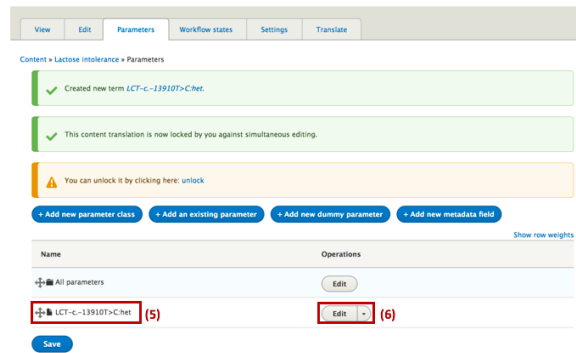 View Edit Parameters Workflow states Settings Translate
Content » Lactose intolerance » Parameters
Created new term LCT-c.-13910T>C:het.
This content translation is now locked by you against simultaneous editing.
You can unlock it by clicking here: unlock
+ Add new parameter class + Add an existing parameter + Add new dummy parameter + Add new metadata field
Show row weights
Name Operations
All parameters Edit
LCT-c.-13910T>C:het (5) Edit (6)
Save